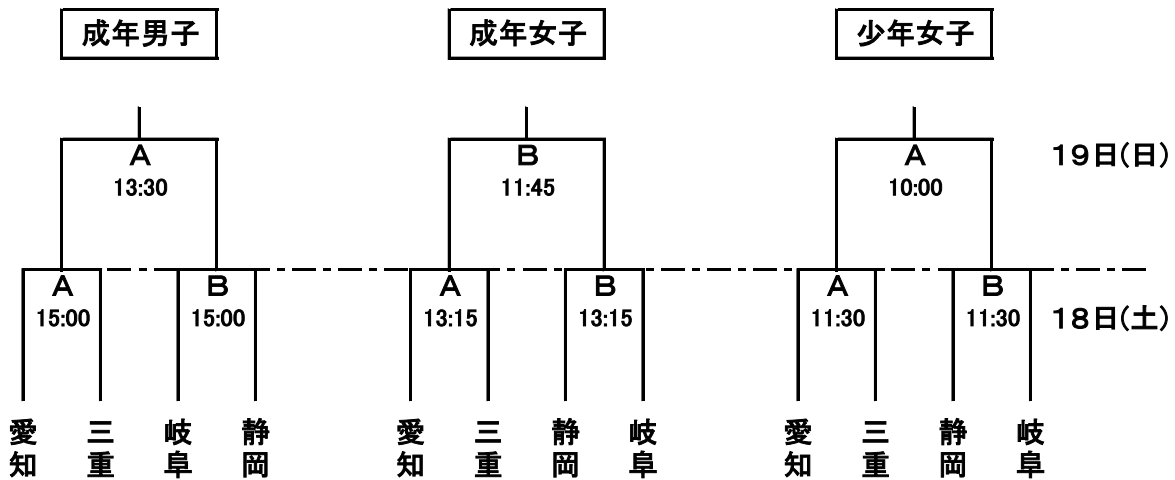 成年男子 成年女子 少年女子
A B A 19日(日)
13:30 11:45 10:00
A B A B A B
15:00 15:00 13:15 13:15 11:30 11:30 18日(土)
愛知 三重 岐阜 静岡 愛知 三重 静岡 岐阜 愛知 三重 静岡 岐阜